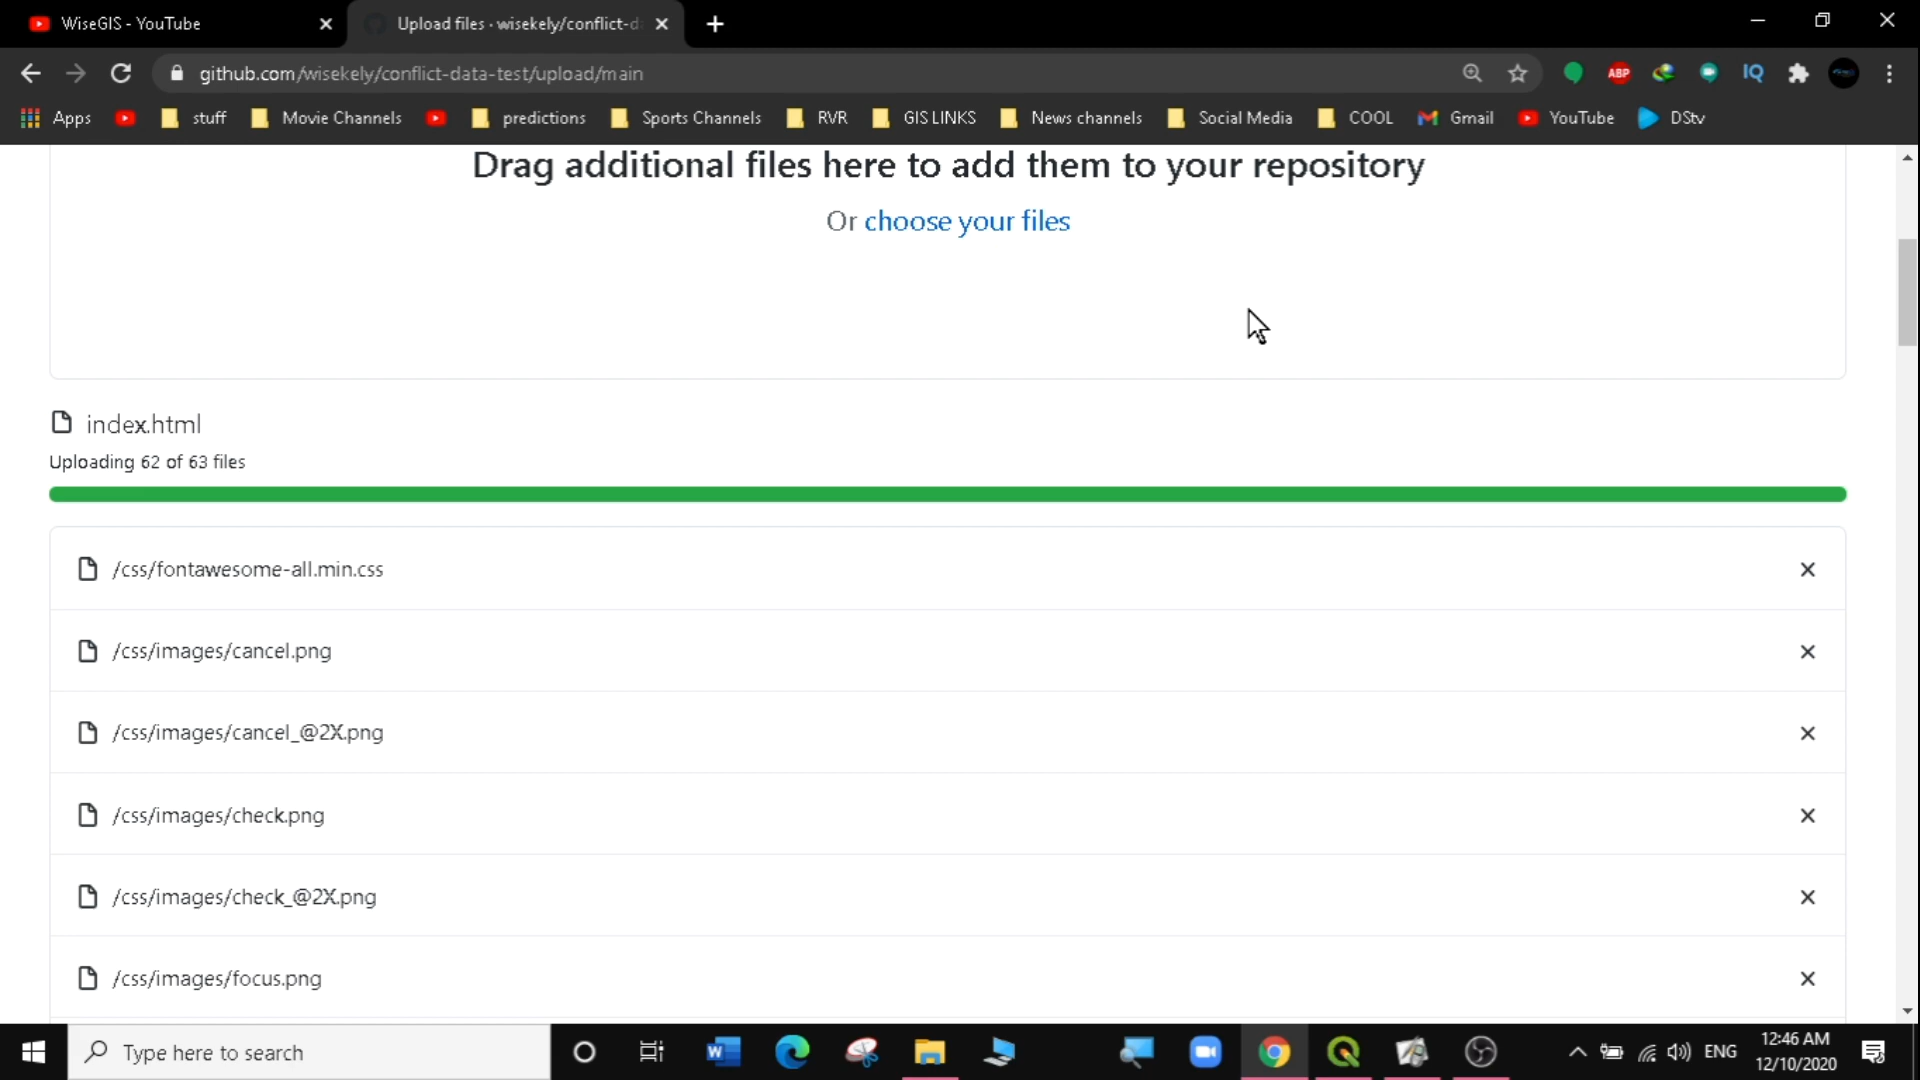 WiseGIS - YouTube
Upload files · wisekely/conflict-d
github.com/wisekely/conflict-data-test/upload/main
ABP
IQ
Apps
stuff
Movie Channels
predictions
Sports Channels
RVR
GIS LINKS
News channels
Social Media
COOL
Gmail
YouTube
DStv
Drag additional files here to add them to your repository
Or choose your files
index.html
Uploading 62 of 63 files
/css/fontawesome-all.min.css
/css/images/cancel.png
/css/images/cancel_@2X.png
/css/images/check.png
/css/images/check_@2X.png
/css/images/focus.png
Type here to search
ENG
12:46 AM
12/10/2020